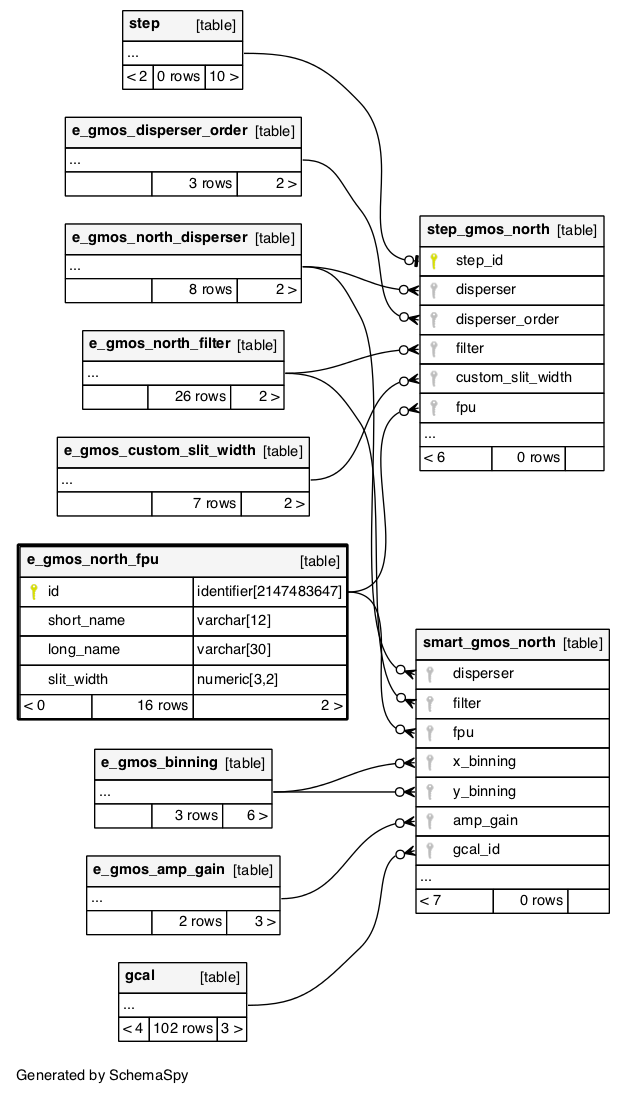 step [table]
...
< 2 0 rows 10 >
e_gmos_disperser_order [table]
...
3 rows 2 >
e_gmos_north_disperser [table]
...
8 rows 2 >
e_gmos_north_filter [table]
...
26 rows 2 >
e_gmos_custom_slit_width [table]
...
7 rows 2 >
e_gmos_north_fpu [table]
id identifier[2147483647]
short_name varchar[12]
long_name varchar[30]
slit_width numeric[3,2]
< 0 16 rows 2 >
e_gmos_binning [table]
...
3 rows 6 >
e_gmos_amp_gain [table]
...
2 rows 3 >
gcal [table]
...
< 4 102 rows 3 >
step_gmos_north [table]
step_id
disperser
disperser_order
filter
custom_slit_width
fpu
...
< 6 0 rows
smart_gmos_north [table]
disperser
filter
fpu
x_binning
y_binning
amp_gain
gcal_id
...
< 7 0 rows
Generated by SchemaSpy